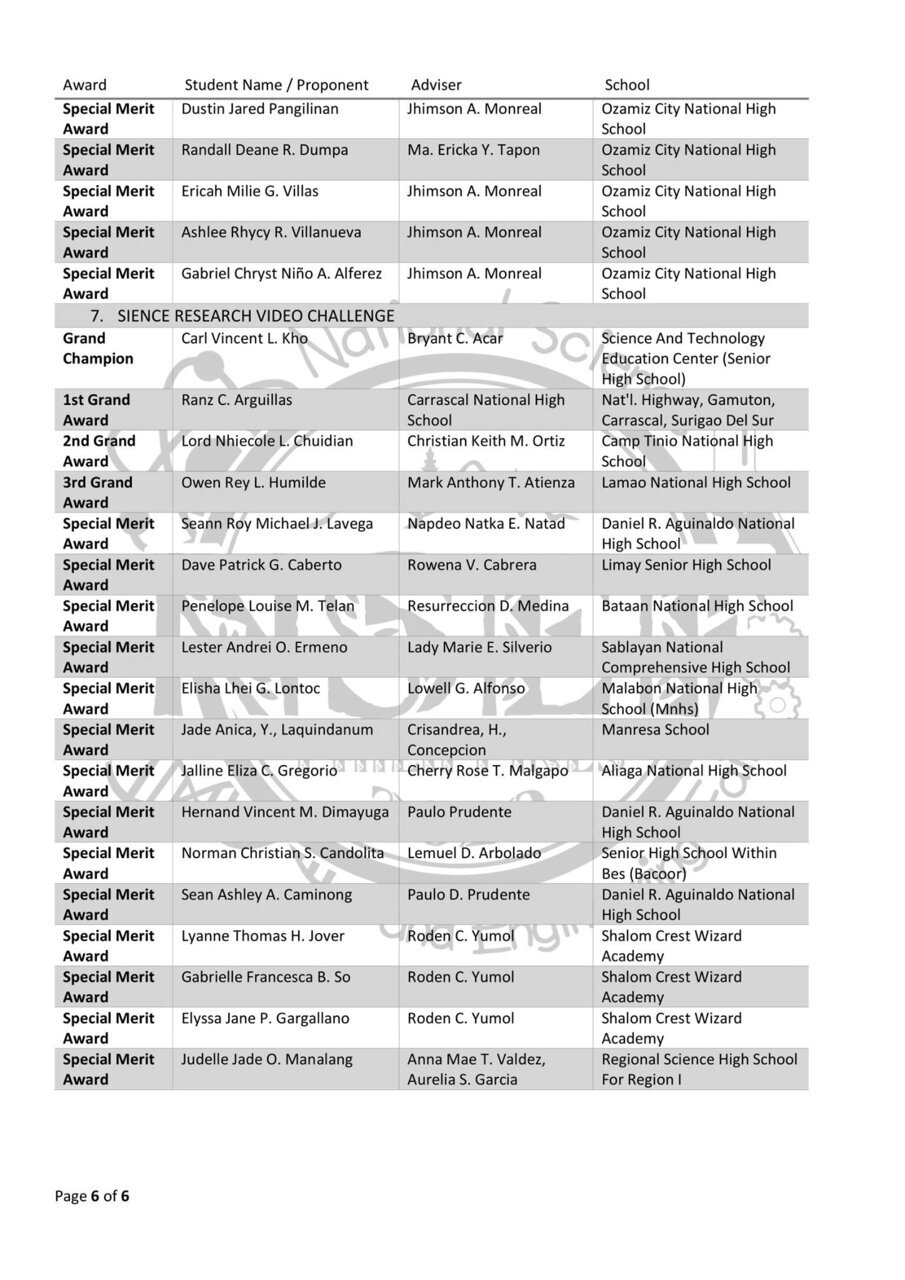 Award Student Name / Proponent Adviser School
Special Merit Award Dustin Jared Pangilinan Jhimson A. Monreal Ozamiz City National High School
Special Merit Award Randall Deane R. Dumpa Ma. Ericka Y. Tapon Ozamiz City National High School
Special Merit Award Ericah Milie G. Villas Jhimson A. Monreal Ozamiz City National High School
Special Merit Award Ashlee Rhycy R. Villanueva Jhimson A. Monreal Ozamiz City National High School
Special Merit Award Gabriel Chryst Niño A. Alferez Jhimson A. Monreal Ozamiz City National High School
7. SIENCE RESEARCH VIDEO CHALLENGE
Grand Champion Carl Vincent L. Kho Bryant C. Acar Science And Technology Education Center (Senior High School)
1st Grand Award Ranz C. Arguillas Carrascal National High School Nat'l. Highway, Gamuton, Carrascal, Surigao Del Sur
2nd Grand Award Lord Nhiecole L. Chuidian Christian Keith M. Ortiz Camp Tinio National High School
3rd Grand Award Owen Rey L. Humilde Mark Anthony T. Atienza Lamao National High School
Special Merit Award Seann Roy Michael J. Lavega Napdeo Natka E. Natad Daniel R. Aguinaldo National High School
Special Merit Award Dave Patrick G. Caberto Rowena V. Cabrera Limay Senior High School
Special Merit Award Penelope Louise M. Telan Resurreccion D. Medina Bataan National High School
Special Merit Award Lester Andrei O. Ermeno Lady Marie E. Silverio Sablayan National Comprehensive High School
Special Merit Award Elisha Lhei G. Lontoc Lowell G. Alfonso Malabon National High School (Mnhs)
Special Merit Award Jade Anica, Y., Laquindanum Crisandrea, H., Concepcion Manresa School
Special Merit Award Jalline Eliza C. Gregorio Cherry Rose T. Malgapo Aliaga National High School
Special Merit Award Hernand Vincent M. Dimayuga Paulo Prudente Daniel R. Aguinaldo National High School
Special Merit Award Norman Christian S. Candolita Lemuel D. Arbolado Senior High School Within Bes (Bacoor)
Special Merit Award Sean Ashley A. Caminong Paulo D. Prudente Daniel R. Aguinaldo National High School
Special Merit Award Lyanne Thomas H. Jover Roden C. Yumol Shalom Crest Wizard Academy
Special Merit Award Gabrielle Francesca B. So Roden C. Yumol Shalom Crest Wizard Academy
Special Merit Award Elyssa Jane P. Gargallano Roden C. Yumol Shalom Crest Wizard Academy
Special Merit Award Judelle Jade O. Manalang Anna Mae T. Valdez, Aurelia S. Garcia Regional Science High School For Region I
Page 6 of 6